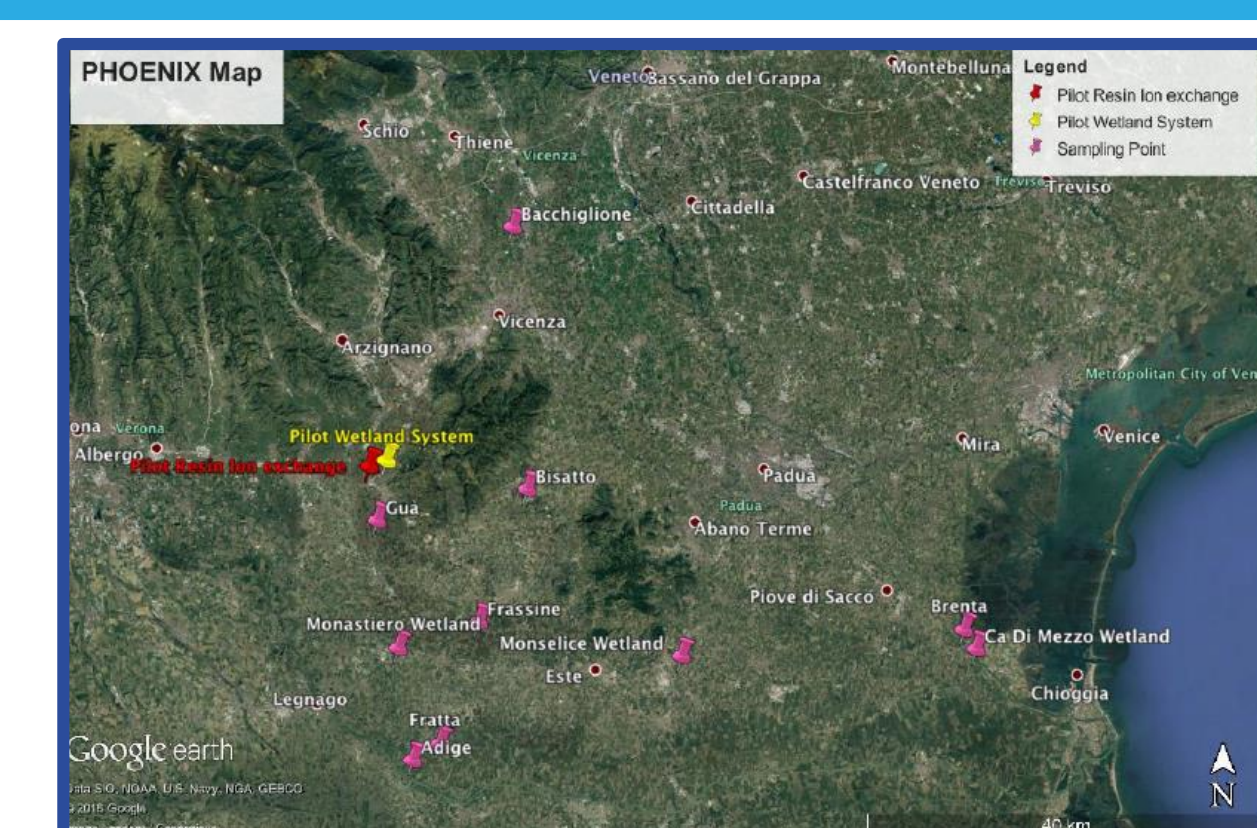 PHOENIX Map
Legend
Pilot Resin Ion exchange
Pilot Wetland System
Sampling Point
Veneto
Bassano del Grappa
Montebelluna
Schio
Thiene
Vicenza
Castelfranco Veneto
Treviso
Treviso
Bacchiglione
Cittadella
Vicenza
Arzignano
Metropolitan City of Ven
ona
Verona
Albergo
Pilot Wetland System
Pilot Resin Ion exchange
Mira
Venice
Bisatto
Padua
Gua
Padua
Abano Terme
Piove di Sacco
Brenta
Frassine
Monastiero Wetland
Monselice Wetland
Ca Di Mezzo Wetland
Este
Chioggia
Legnago
Fratta
Adige
Google earth
Data SIO, NOAA, U.S. Navy, NGA, GEBCO
© 2018 Google
N
40 km